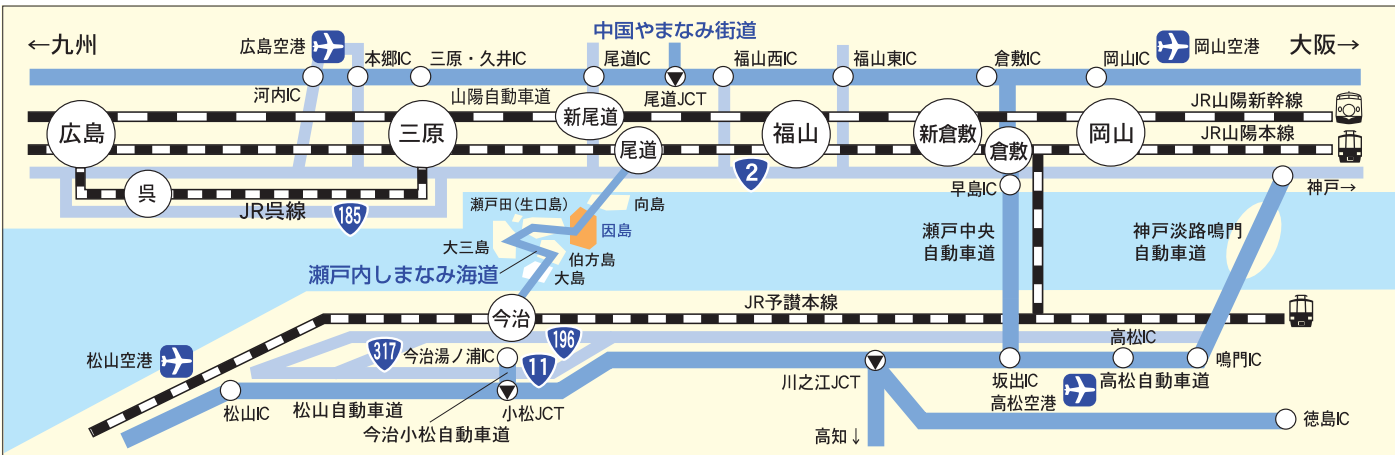 中国やまなみ街道
←九州
広島空港
本郷IC
三原・久井IC
尾道IC
福山西IC
福山東IC
倉敷IC
岡山IC
岡山空港
大阪→
河内IC
山陽自動車道
尾道JCT
JR山陽新幹線
広島
三原
新尾道
福山
新倉敷
岡山
JR山陽本線
尾道
倉敷
2
呉
JR呉線
185
早島IC
神戸→
瀬戸田(生口島)
向島
因島
大三島
伯方島
大島
瀬戸内しまなみ海道
瀬戸中央
自動車道
神戸淡路鳴門
自動車道
JR予讃本線
今治
松山空港
317
今治湯ノ浦IC
196
11
高松IC
川之江JCT
坂出IC
高松自動車道
鳴門IC
高松空港
松山IC
松山自動車道
小松JCT
今治小松自動車道
高知↓
徳島IC